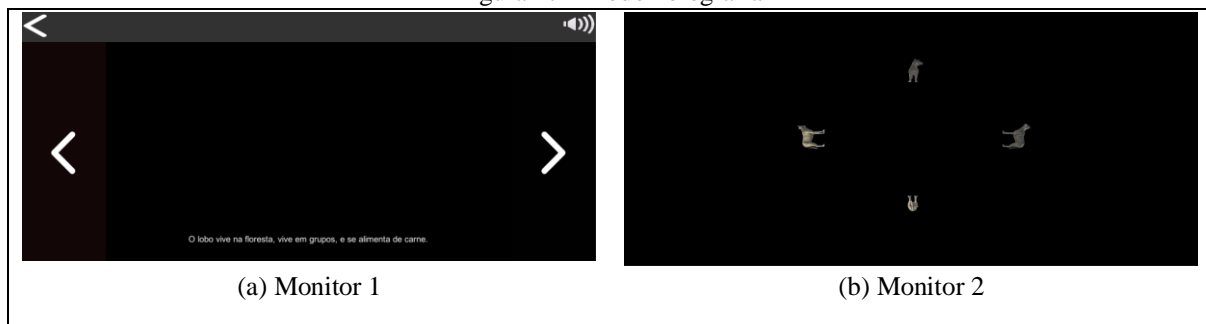 O lobo vive na floresta, vive em grupos, e se alimenta de carne.
(a) Monitor 1
(b) Monitor 2